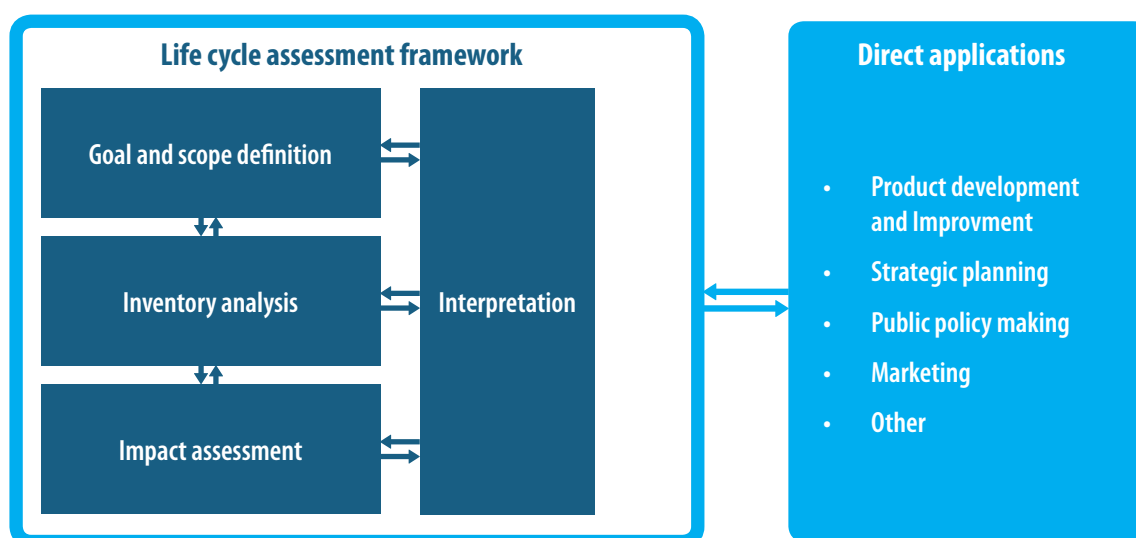 Life cycle assessment framework
Goal and scope definition
Inventory analysis
Impact assessment
Interpretation
Direct applications
• Product development
and Improvment
• Strategic planning
• Public policy making
• Marketing
• Other